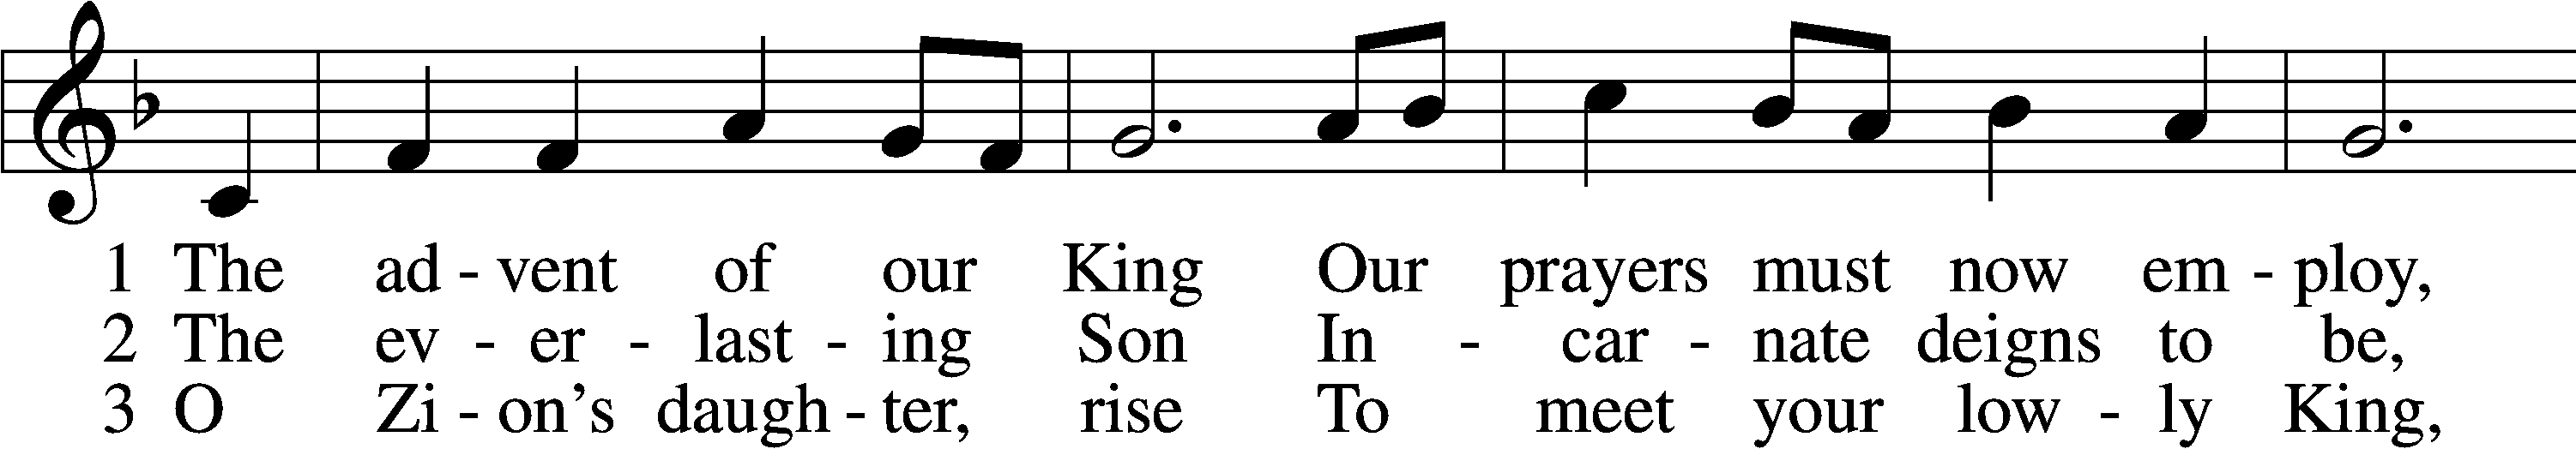 1 The ad - vent of our King Our prayers must now em - ploy,
2 The ev - er - last - ing Son In - car - nate deigns to be,
3 O Zi - on's daugh - ter, rise To meet your low - ly King,